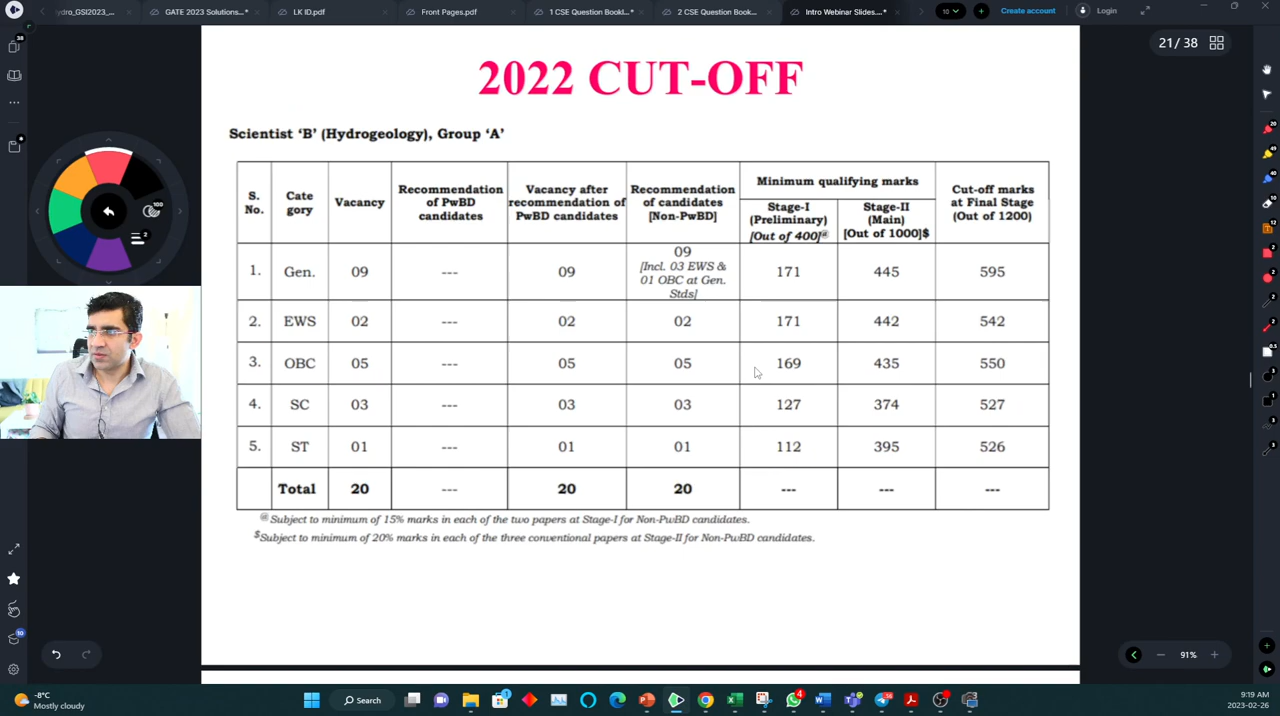 ydro_GSI2023_...
GATE 2023 Solutions...*
LK ID.pdf
Front Pages.pdf
1 CSE Question Bookl...*
2 CSE Question Book...
Intro Webinar Slides....*
10
Create account
Login
21 / 38
2022 CUT-OFF
Scientist ‘B’ (Hydrogeology), Group ‘A’
S. No. Cate gory Vacancy Recommendation of PwBD candidates Vacancy after recommendation of PwBD candidates Recommendation of candidates [Non-PwBD] Minimum qualifying marks Cut-off marks at Final Stage (Out of 1200)
Stage-I (Preliminary) [Out of 400]@ Stage-II (Main) [Out of 1000]$
1. Gen. 09 --- 09 09 [Incl. 03 EWS & 01 OBC at Gen. Stds] 171 445 595
2. EWS 02 --- 02 02 171 442 542
3. OBC 05 --- 05 05 169 435 550
4. SC 03 --- 03 03 127 374 527
5. ST 01 --- 01 01 112 395 526
Total 20 --- 20 20 --- --- ---
@Subject to minimum of 15% marks in each of the two papers at Stage-I for Non-PwBD candidates.
$Subject to minimum of 20% marks in each of the three conventional papers at Stage-II for Non-PwBD candidates.
91%
-8°C
Mostly cloudy
Search
9:19 AM
2023-02-26